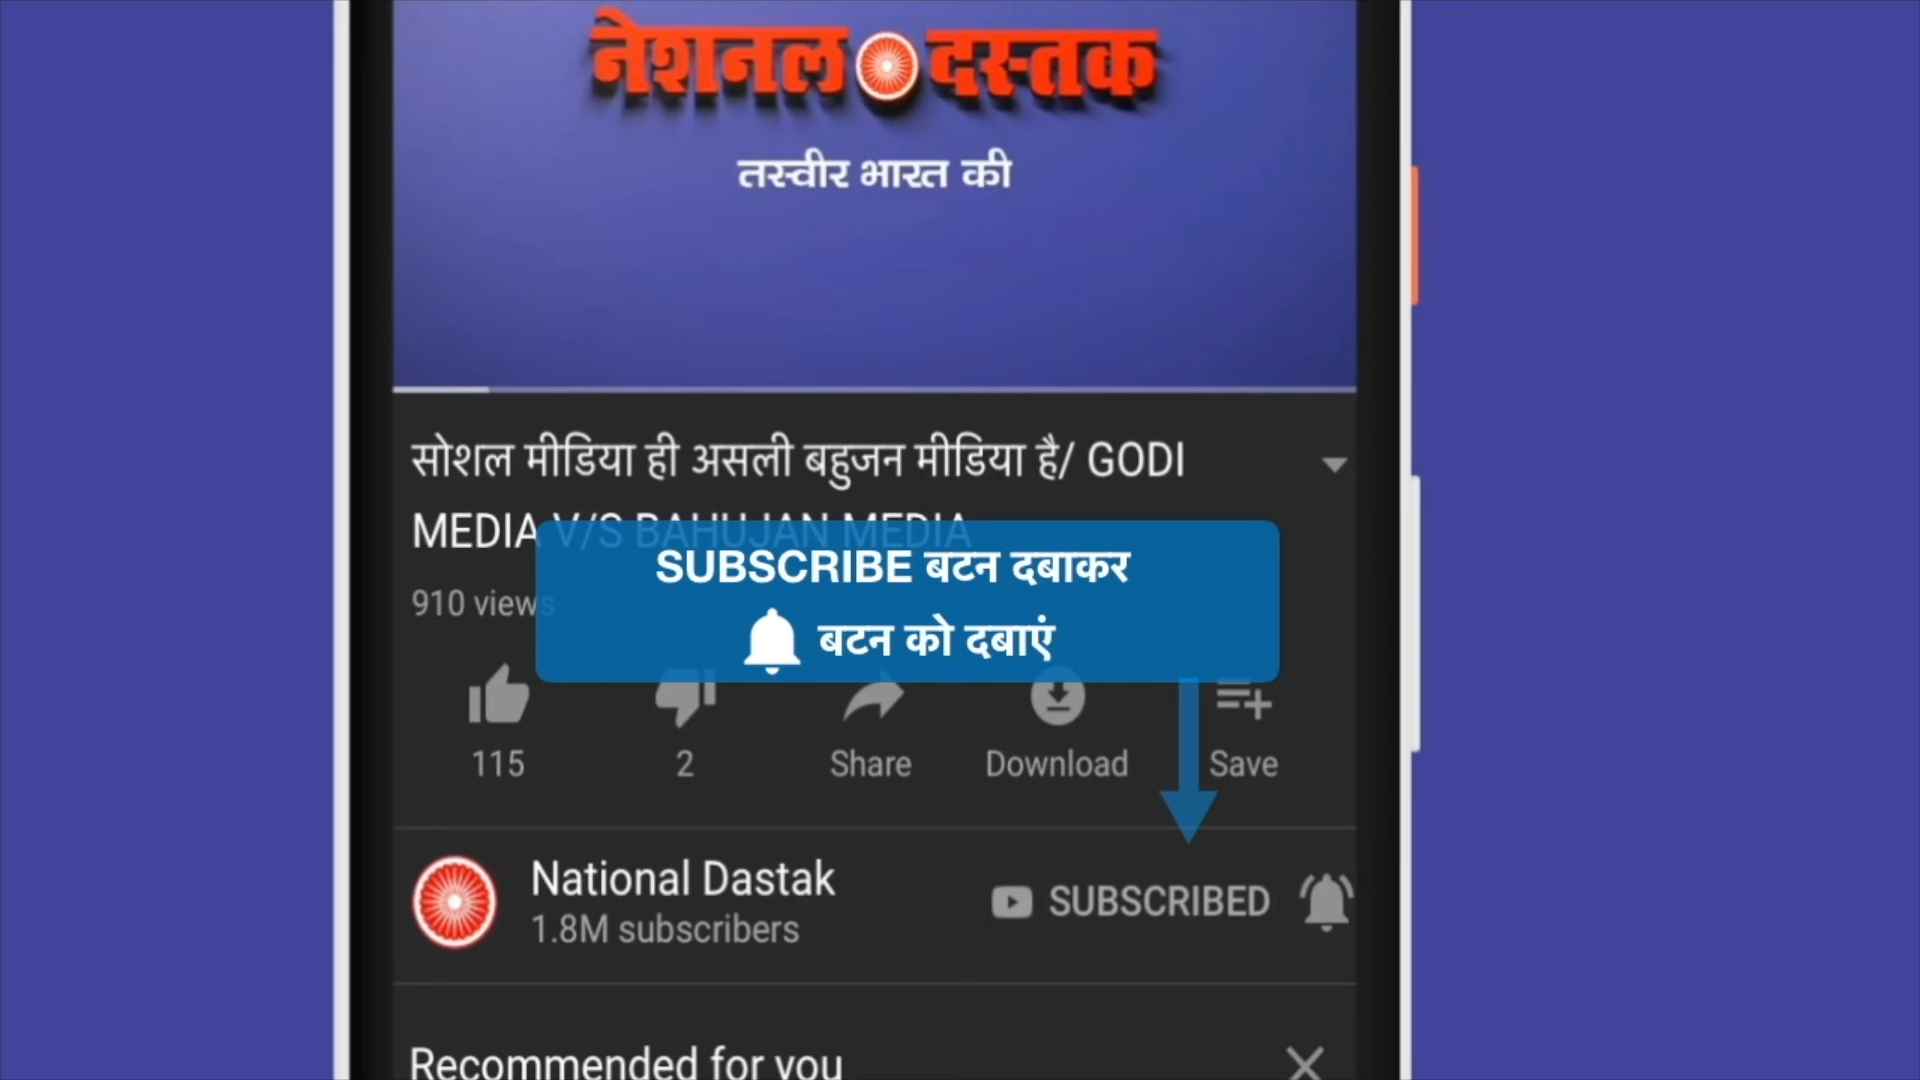 नेशनल दस्तक
तस्वीर भारत की
सोशल मीडिया ही असली बहुजन मीडिया है/ GODI
MEDIA V/S BAHUJAN MEDIA
910 views
SUBSCRIBE बटन दबाकर
बटन को दबाएं
115
2
Share
Download
Save
National Dastak
1.8M subscribers
SUBSCRIBED
Recommended for you